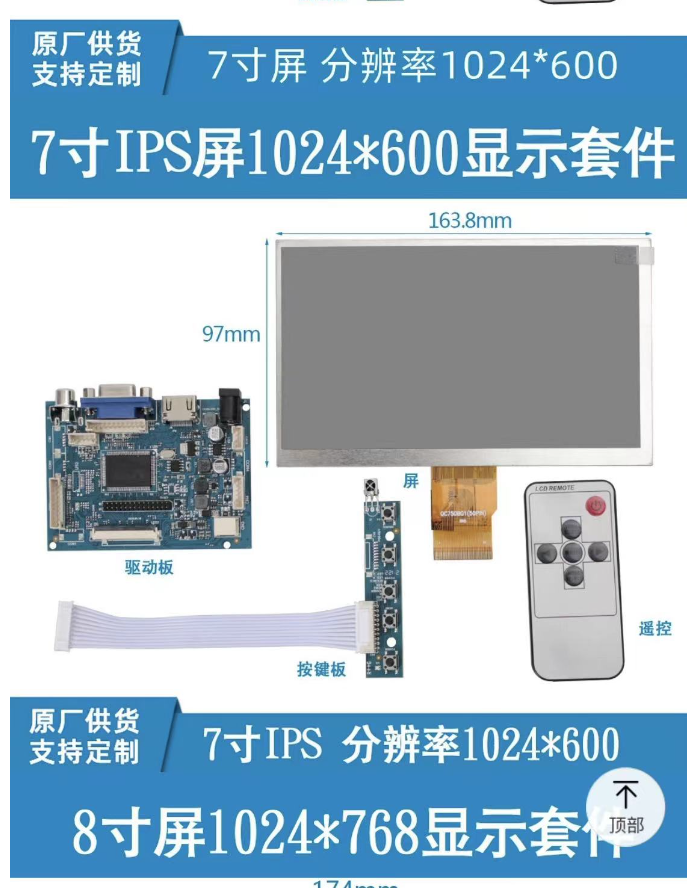 原厂供货
支持定制
7寸屏 分辨率1024*600
7寸IPS屏1024*600显示套件
163.8mm
97mm
屏
LCD REMOTE
驱动板
遥控
按键板
原厂供货
支持定制
7寸IPS 分辨率1024*600
8寸屏1024*768显示套件
顶部